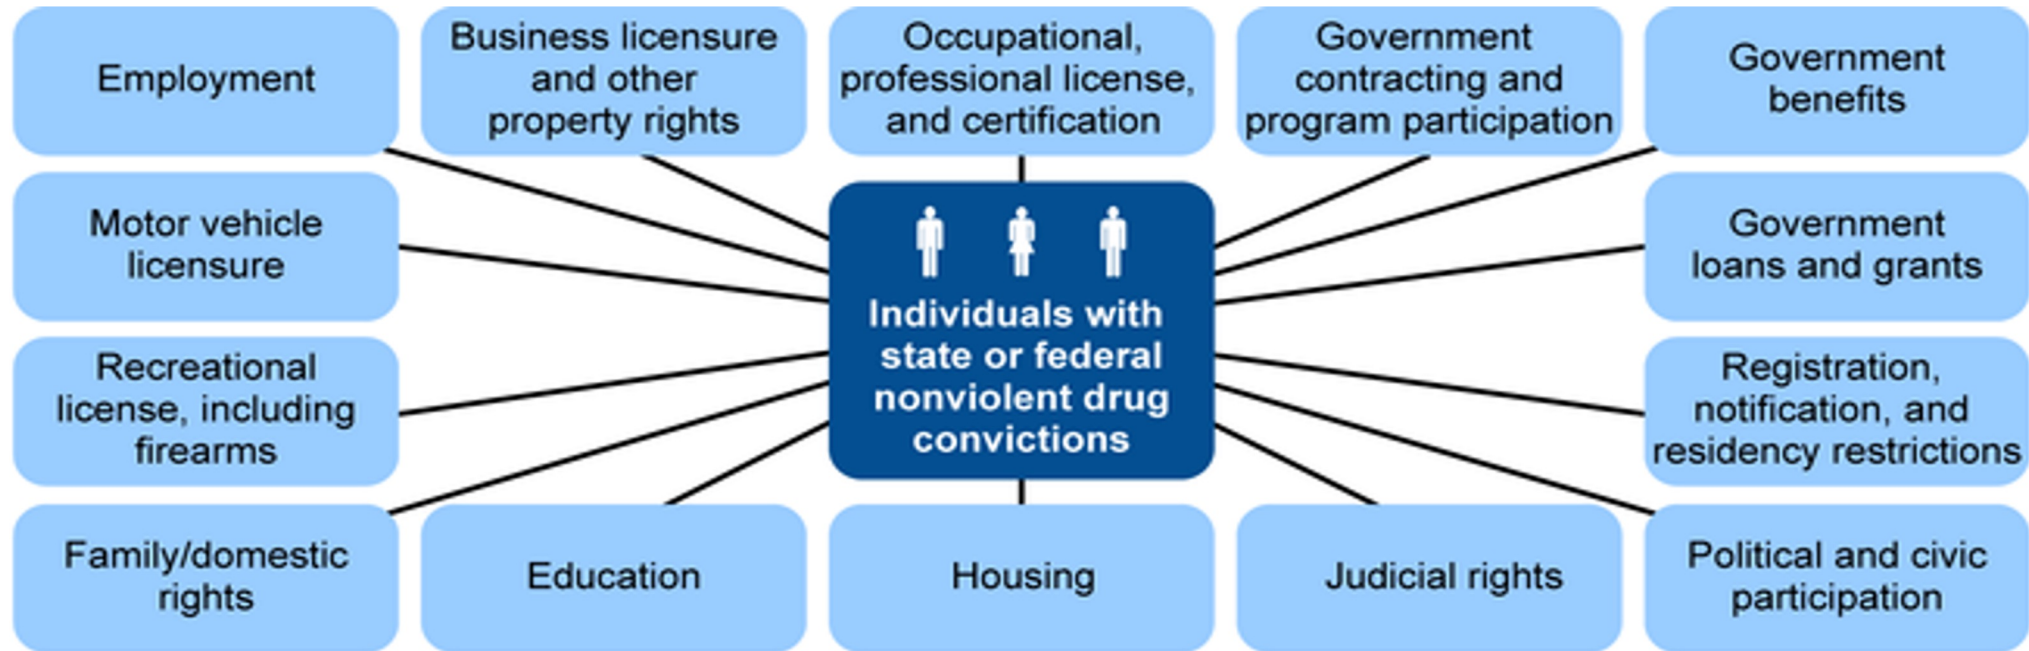 Employment
Business licensure
and other
property rights
Occupational,
professional license,
and certification
Government
contracting and
program participation
Government
benefits
Motor vehicle
licensure
Government
loans and grants
Individuals with
state or federal
nonviolent drug
convictions
Recreational
license, including
firearms
Registration,
notification, and
residency restrictions
Family/domestic
rights
Education
Housing
Judicial rights
Political and civic
participation